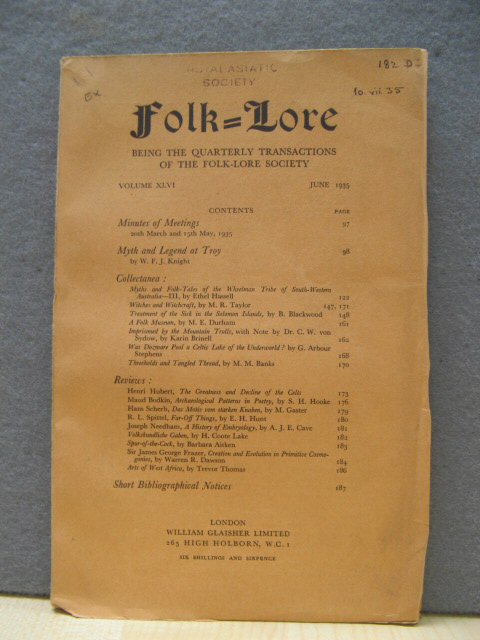 ROYAL ASIATIC
SOCIETY
182 D
10. vii. 35
Folk=Lore
BEING THE QUARTERLY TRANSACTIONS
OF THE FOLK-LORE SOCIETY
VOLUME XLVI JUNE 1935
CONTENTS PAGE
Minutes of Meetings 97
20th March and 15th May, 1935
Myth and Legend at Troy 98
by W. F. J. Knight
Collectanea :
Myths and Folk-Tales of the Wheelman Tribe of South-Western
Australia—III, by Ethel Hassell 122
Witches and Witchcraft, by M. R. Taylor 147, 171
Treatment of the Sick in the Solomon Islands, by B. Blackwood 148
A Folk Museum, by M. E. Durham 161
Imprisoned by the Mountain Trolls, with Note by Dr. C. W. von
Sydow, by Karin Brinell 162
Was Dozmare Pool a Celtic Lake of the Underworld? by G. Arbour
Stephens 168
Thresholds and Tangled Thread, by M. M. Banks 170
Reviews :
Henri Hubert, The Greatness and Decline of the Celts 173
Maud Bodkin, Archæological Patterns in Poetry, by S. H. Hooke 176
Hans Scherb, Das Motiv vom starken Knaben, by M. Gaster 179
R. L. Spittel, Far-Off Things, by E. H. Hunt 180
Joseph Needham, A History of Embryology, by A. J. E. Cave 181
Volkskundliche Gaben, by H. Coote Lake 182
Spur-of-the-Cock, by Barbara Aitken 183
Sir James George Frazer, Creation and Evolution in Primitive Cosmo-
gonies, by Warren R. Dawson 184
Arts of West Africa, by Trevor Thomas 186
Short Bibliographical Notices 187
LONDON
WILLIAM GLAISHER LIMITED
265 HIGH HOLBORN, W.C. 1
SIX SHILLINGS AND SIXPENCE